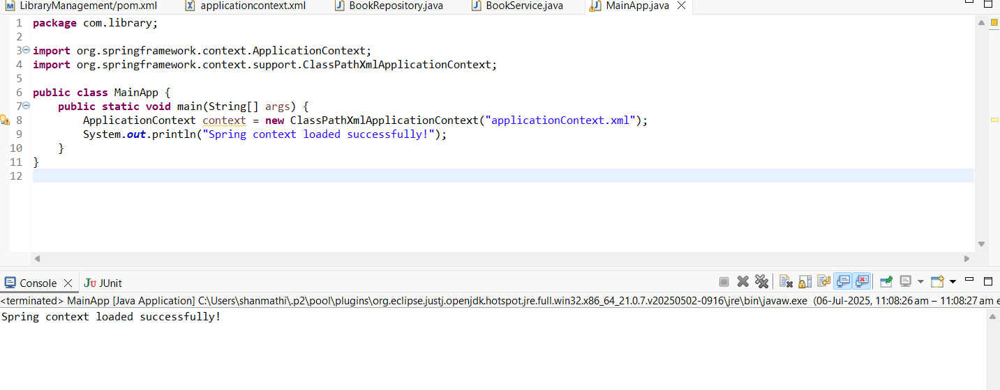 LibraryManagement/pom.xml applicationcontext.xml BookRepository.java BookService.java MainApp.java
1 package com.library;
2
3 import org.springframework.context.ApplicationContext;
4 import org.springframework.context.support.ClassPathXmlApplicationContext;
5
6 public class MainApp {
7     public static void main(String[] args) {
8         ApplicationContext context = new ClassPathXmlApplicationContext("applicationContext.xml");
9         System.out.println("Spring context loaded successfully!");
10     }
11 }
12
Console JUnit
<terminated> MainApp [Java Application] C:\Users\shanmathi\.p2\pool\plugins\org.eclipse.justj.openjdk.hotspot.jre.full.win32.x86_64_21.0.7.v20250502-0916\jre\bin\javaw.exe (06-Jul-2025, 11:08:26 am – 11:08:27 am e
Spring context loaded successfully!